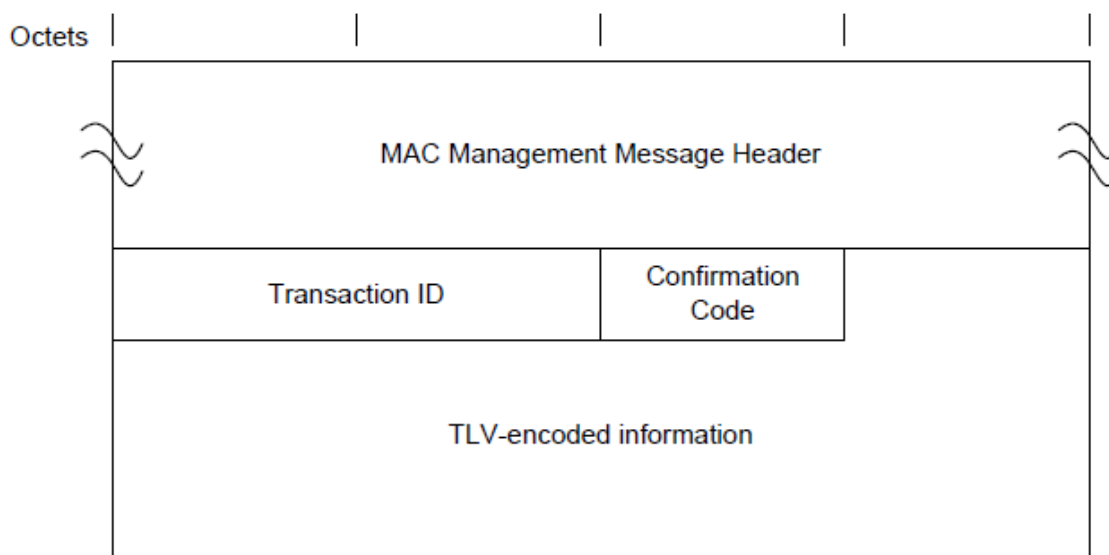 Octets
MAC Management Message Header
Transaction ID
Confirmation
Code
TLV-encoded information